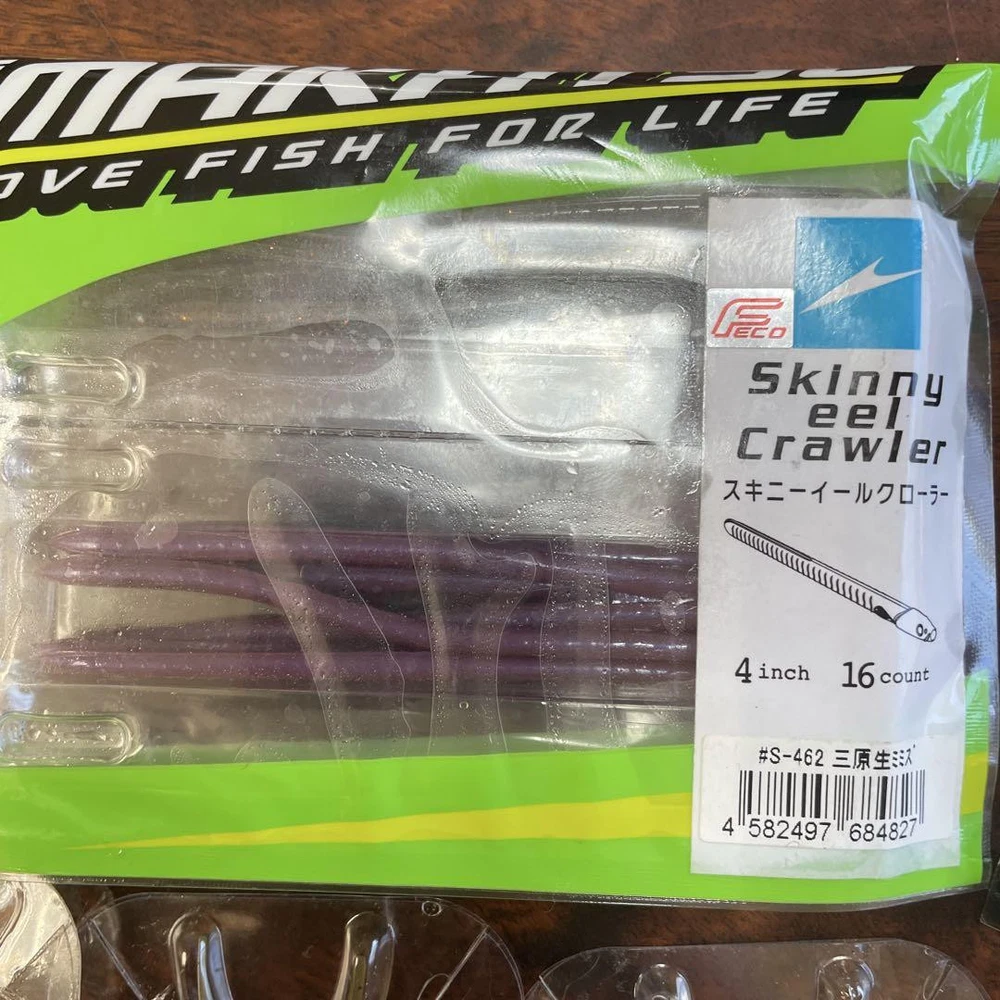 OVE FISH FOR LIFE
FECO
Skinny
eel
Crawler
スキニーイールクローラー
4 inch 16 count
#S-462 三原生ミミズ
4 582497 684827